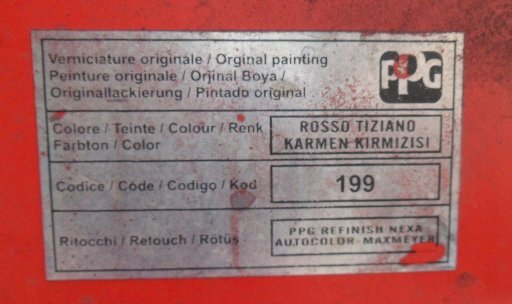 Verniciature originale / Orginal painting
Peinture originale / Orjinal Boya /
Originallackierung / Pintado original
PPG
Colore / Teinte / Colour / Renk
Farbton / Color
ROSSO TIZIANO
KARMEN KIRMIZISI
Codice / Code / Codigo / Kod
199
Ritocchi / Retouch / Rötüş
PPG REFINISH NEXA
AUTOCOLOR-MAXMEYER